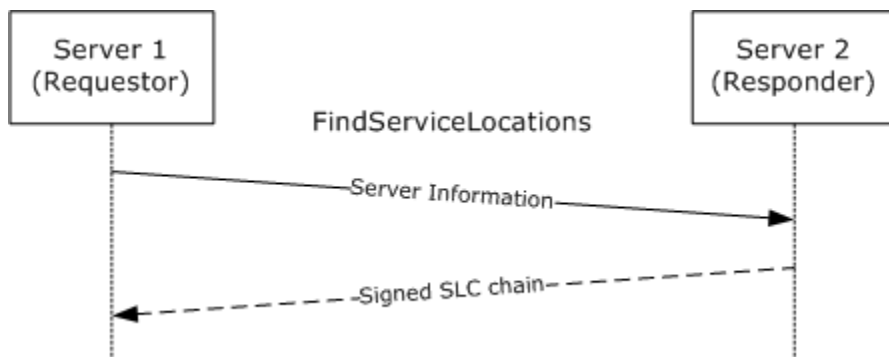 Server 1
(Requestor)
Server 2
(Responder)
FindServiceLocations
Server Information
Signed SLC chain